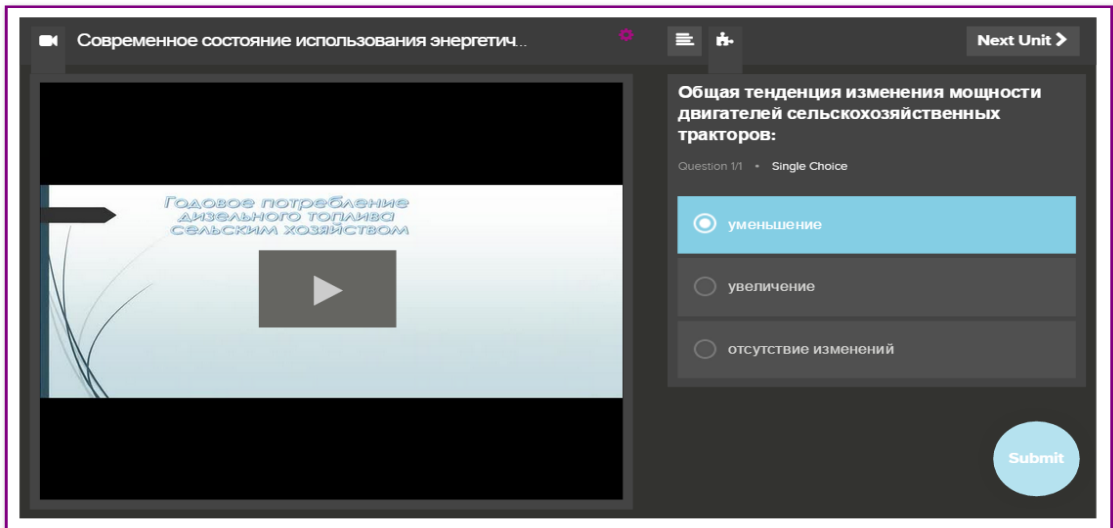 Современное состояние использования энергетич...
Next Unit
Годовое потребление
дизельного топлива
сельским хозяйством
Общая тенденция изменения мощности
двигателей сельскохозяйственных
тракторов:
Question 1/1 • Single Choice
уменьшение
увеличение
отсутствие изменений
Submit